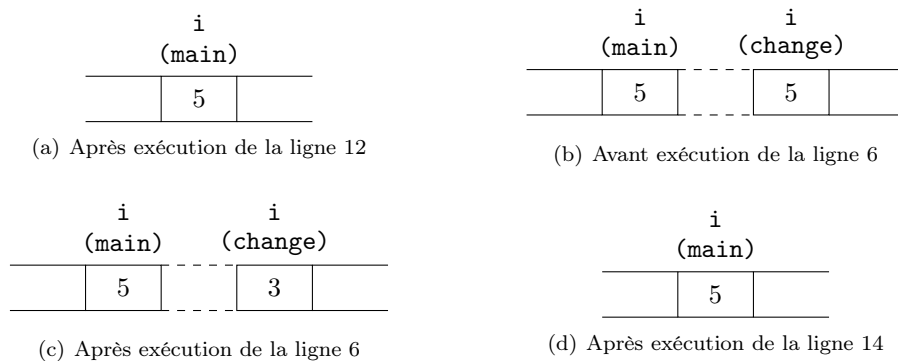 i
(main)
5
(a) Après exécution de la ligne 12
i i
(main) (change)
5 5
(b) Avant exécution de la ligne 6
i i
(main) (change)
5 3
(c) Après exécution de la ligne 6
i
(main)
5
(d) Après exécution de la ligne 14